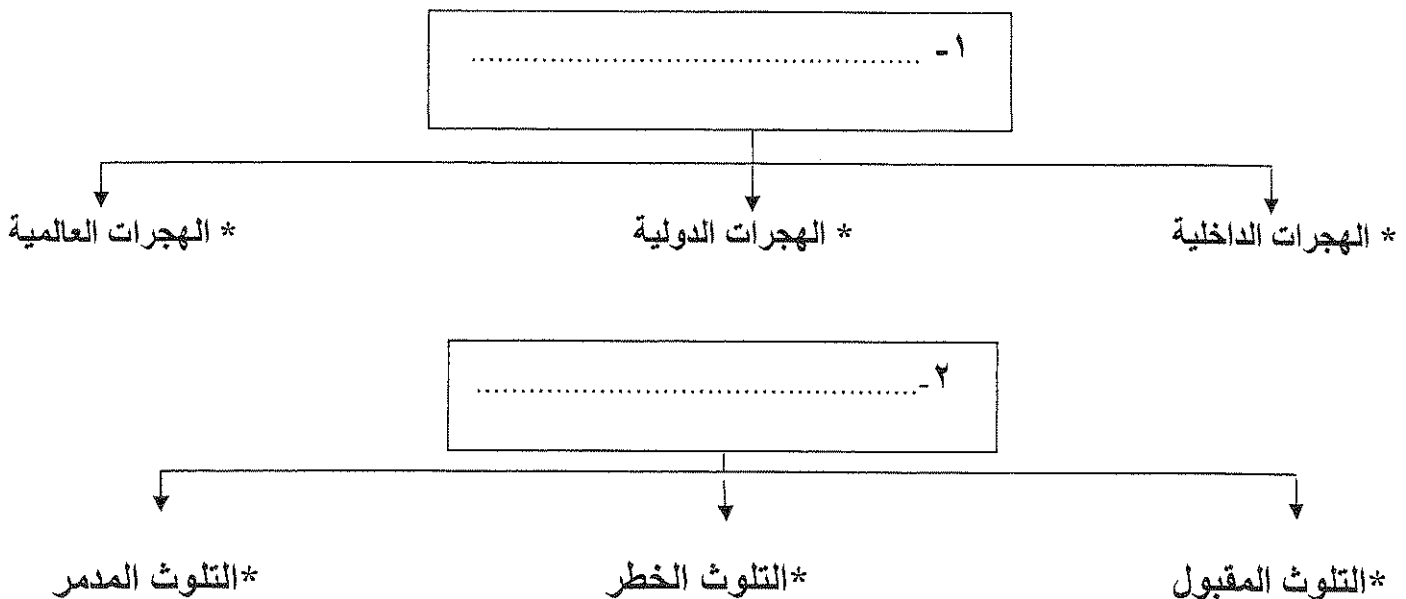 ١- ................................................
* الهجرات الداخلية * الهجرات الدولية * الهجرات العالمية
٢- ................................................
*التلوث المقبول *التلوث الخطر *التلوث المدمر